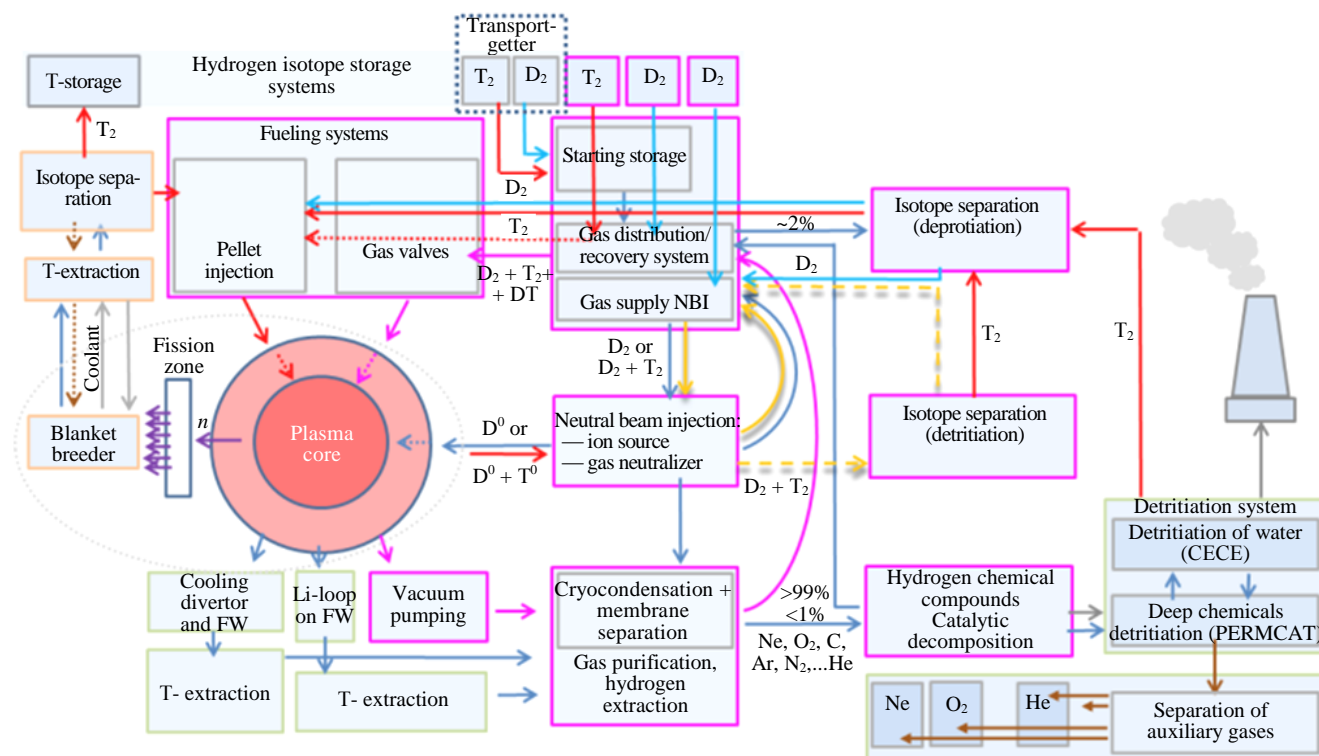 Transport-
getter
T-storage
Hydrogen isotope storage
systems
T₂
D₂
T₂
D₂
D₂
T₂
Fueling systems
Starting storage
Isotope sepa-
ration
D₂
T₂
~2%
Isotope separation
(deprotiation)
Pellet
injection
Gas valves
Gas distribution/
recovery system
T-extraction
D₂ + T₂+
+ DT
D₂
Gas supply NBI
Coolant
Fission
zone
D₂ or
D₂ + T₂
T₂
T₂
Blanket
breeder
n
Plasma
core
D⁰ or
D⁰ + T⁰
Neutral beam injection:
— ion source
— gas neutralizer
D₂ + T₂
Isotope separation
(detritiation)
Detritiation system
Detritiation of water
(CECE)
Cooling
divertor
and FW
Li-loop
on FW
Vacuum
pumping
Cryocondensation +
membrane
separation
>99%
<1%
Ne, O₂, C,
Ar, N₂,...He
Hydrogen chemical
compounds
Catalytic
decomposition
Deep chemicals
detritiation (PERMCAT)
T- extraction
T- extraction
Gas purification,
hydrogen
extraction
Ne
O₂
He
Separation of
auxiliary gases